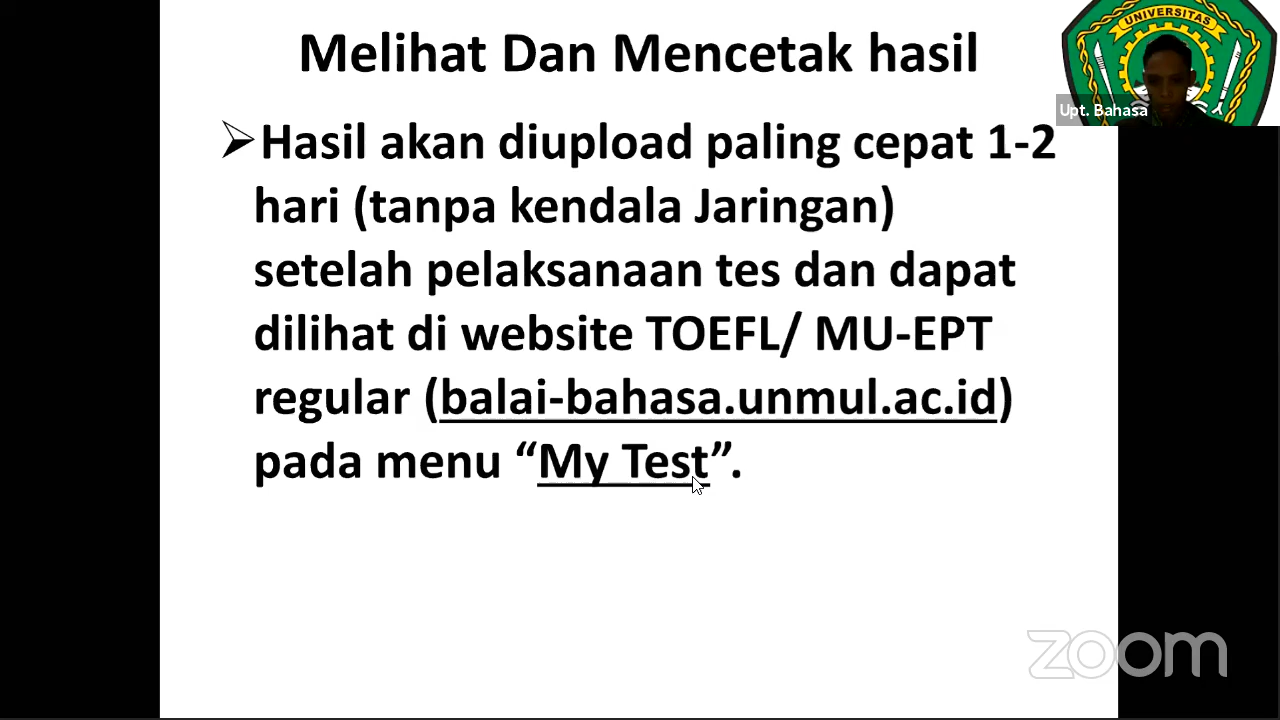 Melihat Dan Mencetak hasil
UNIVERSITAS
Upt. Bahasa
➢Hasil akan diupload paling cepat 1-2
hari (tanpa kendala Jaringan)
setelah pelaksanaan tes dan dapat
dilihat di website TOEFL/ MU-EPT
regular (balai-bahasa.unmul.ac.id)
pada menu “My Test”.
zoom